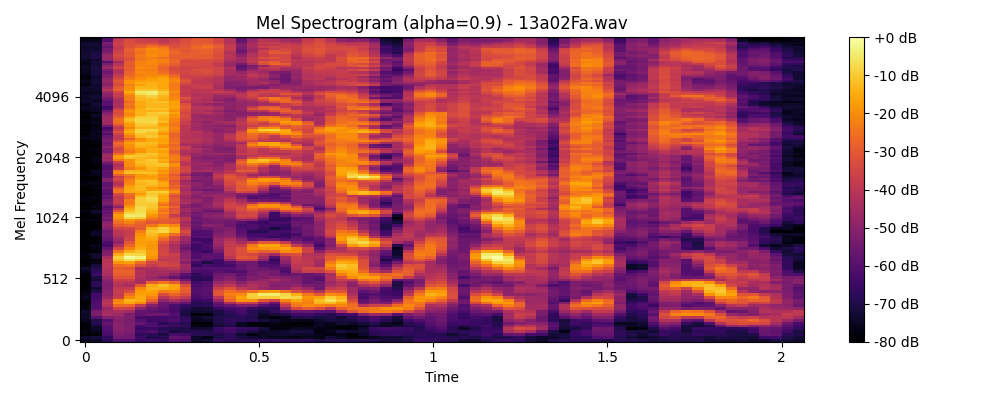 Mel Spectrogram (alpha=0.9) - 13a02Fa.wav
+0 dB
-10 dB
-20 dB
-30 dB
-40 dB
-50 dB
-60 dB
-70 dB
-80 dB
4096
2048
1024
512
0
Mel Frequency
0
0.5
1
1.5
2
Time